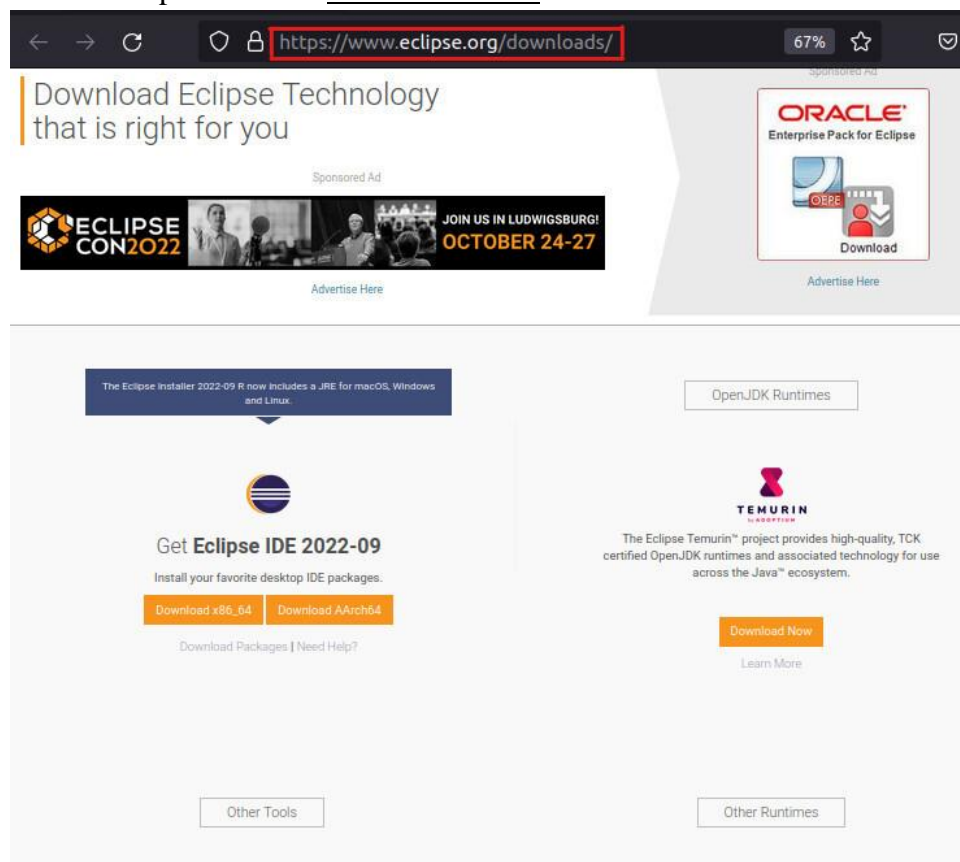 https://www.eclipse.org/downloads/
67%
Download Eclipse Technology
that is right for you
Sponsored Ad
Sponsored Ad
ORACLE
Enterprise Pack for Eclipse
OEPE
Download
Advertise Here
ECLIPSE
CON2022
JOIN US IN LUDWIGSBURG!
OCTOBER 24-27
Advertise Here
The Eclipse Installer 2022-09 R now includes a JRE for macOS, Windows
and Linux.
Get Eclipse IDE 2022-09
Install your favorite desktop IDE packages.
Download x86_64
Download AArch64
Download Packages | Need Help?
OpenJDK Runtimes
TEMURIN
by ADOPTIUM
The Eclipse Temurin™ project provides high-quality, TCK
certified OpenJDK runtimes and associated technology for use
across the Java™ ecosystem.
Download Now
Learn More
Other Tools
Other Runtimes